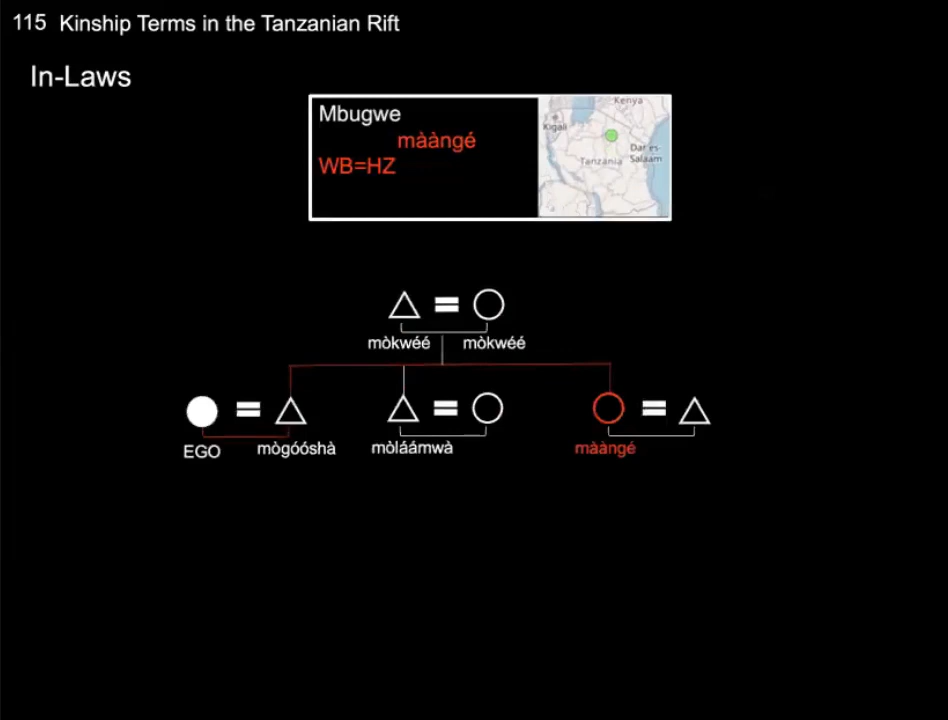 115 Kinship Terms in the Tanzanian Rift
In-Laws
Mbugwe
mààngé
WB=HZ
Kenya
Kigali
Dar es
Salaam
Tanzania
mòkwéé mòkwéé
EGO mògóóshà mòláámwà mààngé